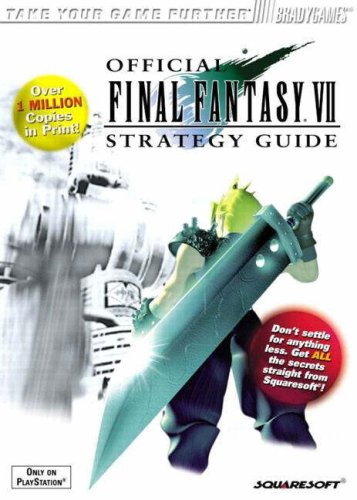 TAKE YOUR GAME FURTHER BRADYGAMES
OFFICIAL
FINAL FANTASY VII
STRATEGY GUIDE
Over
1 MILLION
Copies
in Print!
Don't settle
for anything
less. Get ALL
the secrets
straight from
Squaresoft®!
ONLY ON
PLAYSTATION®
SQUARESOFT®